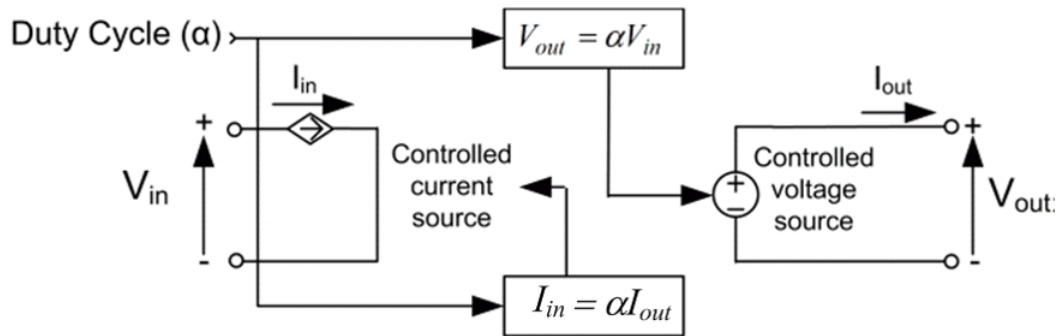 Duty Cycle (α)
V_out = αV_in
I_in
I_out
+
+
Controlled
current
source
Controlled
voltage
source
+
−
V_in
V_out:
-
-
I_in = αI_out